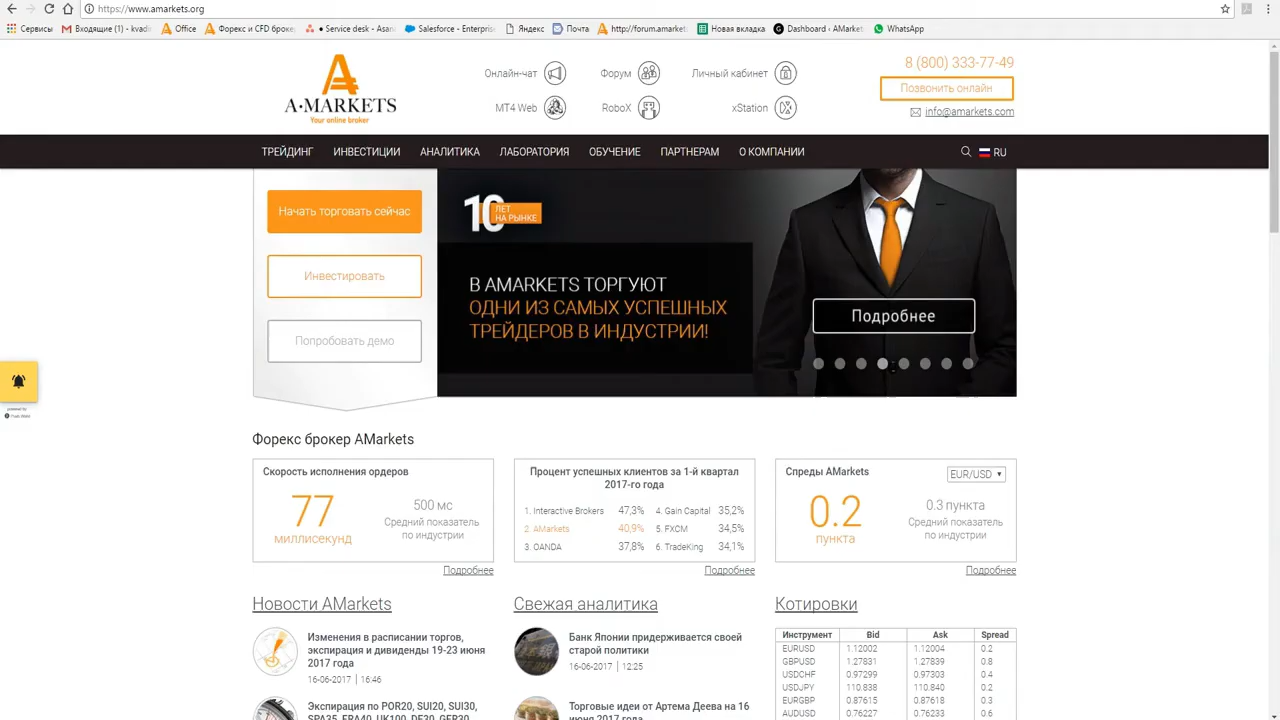 https://www.amarkets.org
Сервисы
Входящие (1) - kvadi
Office
Форекс и CFD броке
• Service desk - Asan
Salesforce - Enterpris
Яндекс
Почта
http://forum.amarket
Новая вкладка
Dashboard ‹ AMarket
WhatsApp
A·MARKETS
Your online broker
Онлайн-чат
Форум
Личный кабинет
MT4 Web
RoboX
xStation
8 (800) 333-77-49
Позвонить онлайн
info@amarkets.com
ТРЕЙДИНГ ИНВЕСТИЦИИ АНАЛИТИКА ЛАБОРАТОРИЯ ОБУЧЕНИЕ ПАРТНЕРАМ О КОМПАНИИ
RU
Начать торговать сейчас
Инвестировать
Попробовать демо
10 ЛЕТ
НА РЫНКЕ
В AMARKETS ТОРГУЮТ
ОДНИ ИЗ САМЫХ УСПЕШНЫХ
ТРЕЙДЕРОВ В ИНДУСТРИИ!
Подробнее
powered by
Форекс брокер AMarkets
Скорость исполнения ордеров
77
миллисекунд
500 мс
Средний показатель
по индустрии
Подробнее
Процент успешных клиентов за 1-й квартал
2017-го года
1. Interactive Brokers 47,3% 4. Gain Capital 35,2%
2. AMarkets 40,9% 5. FXCM 34,5%
3. OANDA 37,8% 6. TradeKing 34,1%
Подробнее
Спреды AMarkets
EUR/USD
0.2
пункта
0.3 пункта
Средний показатель
по индустрии
Подробнее
Новости AMarkets
Изменения в расписании торгов,
экспирация и дивиденды 19-23 июня
2017 года
16-06-2017 | 16:46
Экспирация по POR20, SUI20, SUI30,
SPA35, FRA40, UK100, DE30, GER30
Свежая аналитика
Банк Японии придерживается своей
старой политики
16-06-2017 | 12:25
Торговые идеи от Артема Деева на 16
июня 2017 года
Котировки
Инструмент Bid Ask Spread
EURUSD 1.12002 1.12004 0.2
GBPUSD 1.27831 1.27839 0.8
USDCHF 0.97299 0.97303 0.4
USDJPY 110.838 110.840 0.2
EURGBP 0.87615 0.87618 0.3
AUDUSD 0.76227 0.76233 0.6